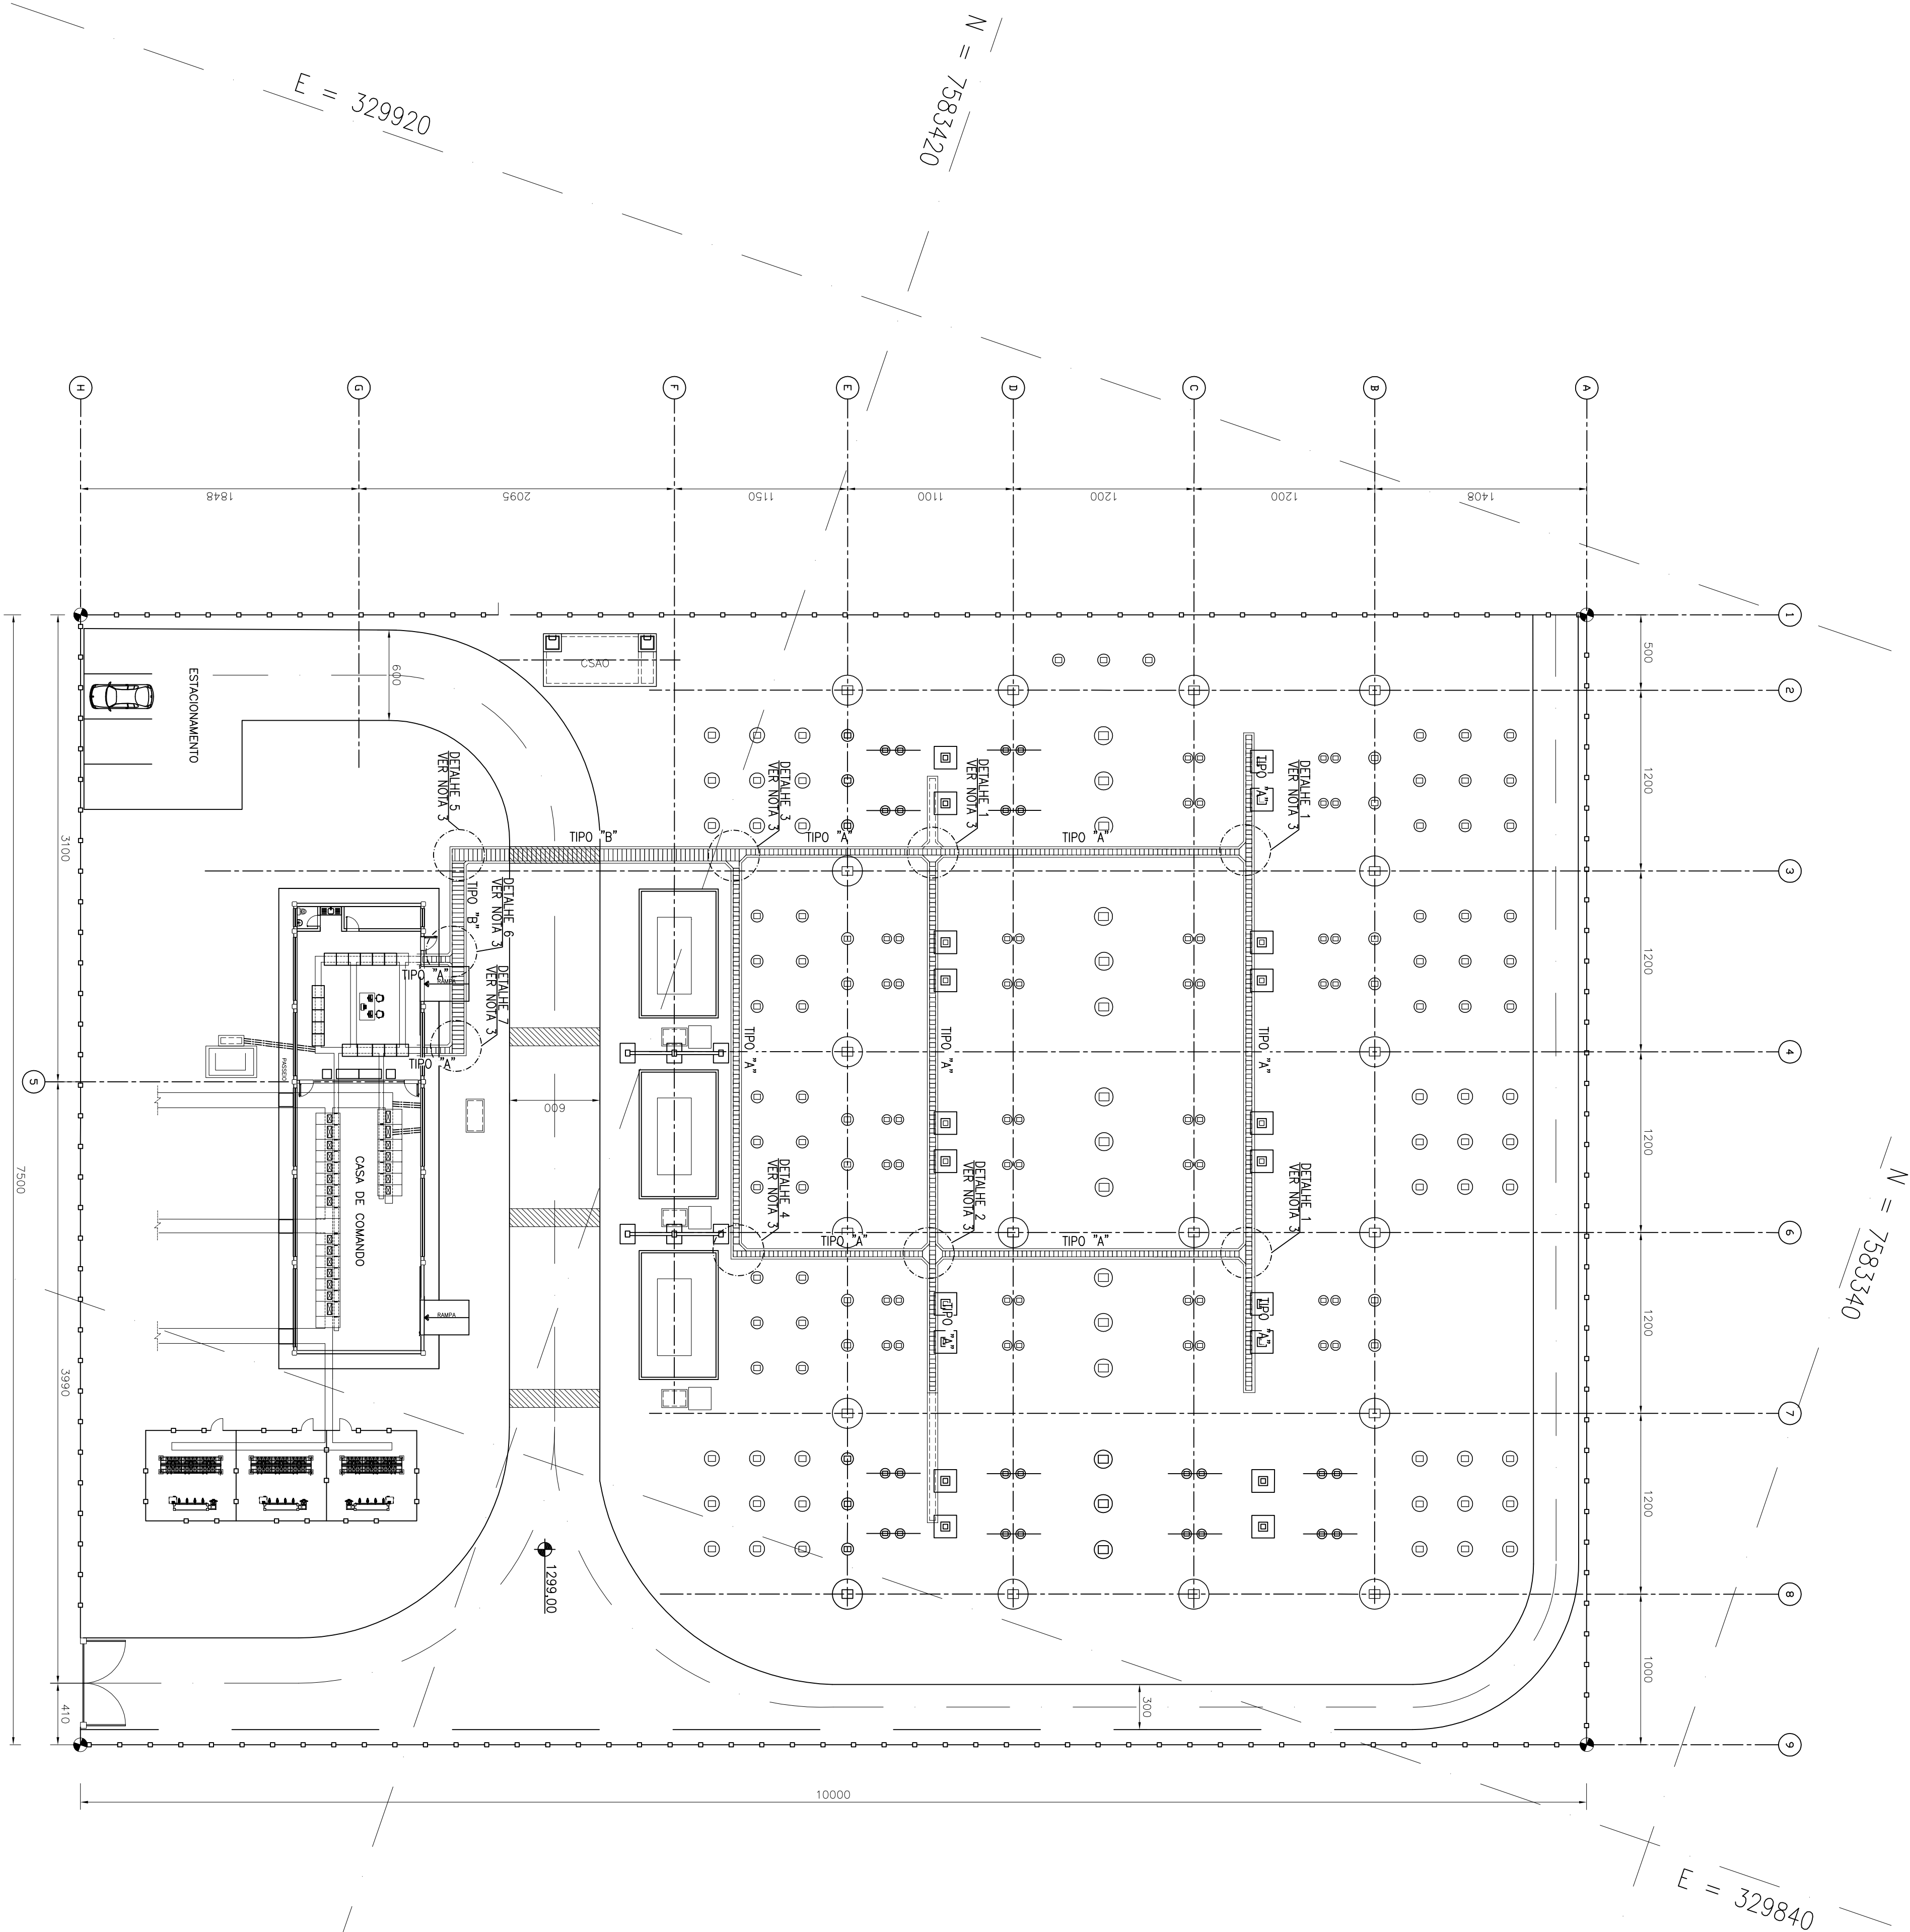 E = 329920
N = 7583420
N = 7583340
E = 329840
H
G
F
E
D
C
B
A
1848
2095
1150
1100
1200
1200
1408
1
2
3
4
5
6
7
8
9
500
1200
1200
1200
1200
1200
1000
3100
3990
410
7500
10000
600
600
300
ESTACIONAMENTO
CSAO
DETALHE 5
VER NOTA 3
DETALHE 3
VER NOTA 3
DETALHE 1
VER NOTA 3
DETALHE 1
VER NOTA 3
TIPO "A"
TIPO "B"
TIPO "A"
TIPO "A"
DETALHE 6
VER NOTA 3
TIPO "B"
DETALHE 7
VER NOTA 3
TIPO "A"
RAMPA
TIPO "A"
TIPO "A"
TIPO "A"
TIPO "A"
PASSEIO
CASA DE COMANDO
RAMPA
DETALHE 4
VER NOTA 3
DETALHE 2
VER NOTA 3
DETALHE 1
VER NOTA 3
TIPO "A"
TIPO "A"
TIPO "A"
TIPO "A"
1299,00